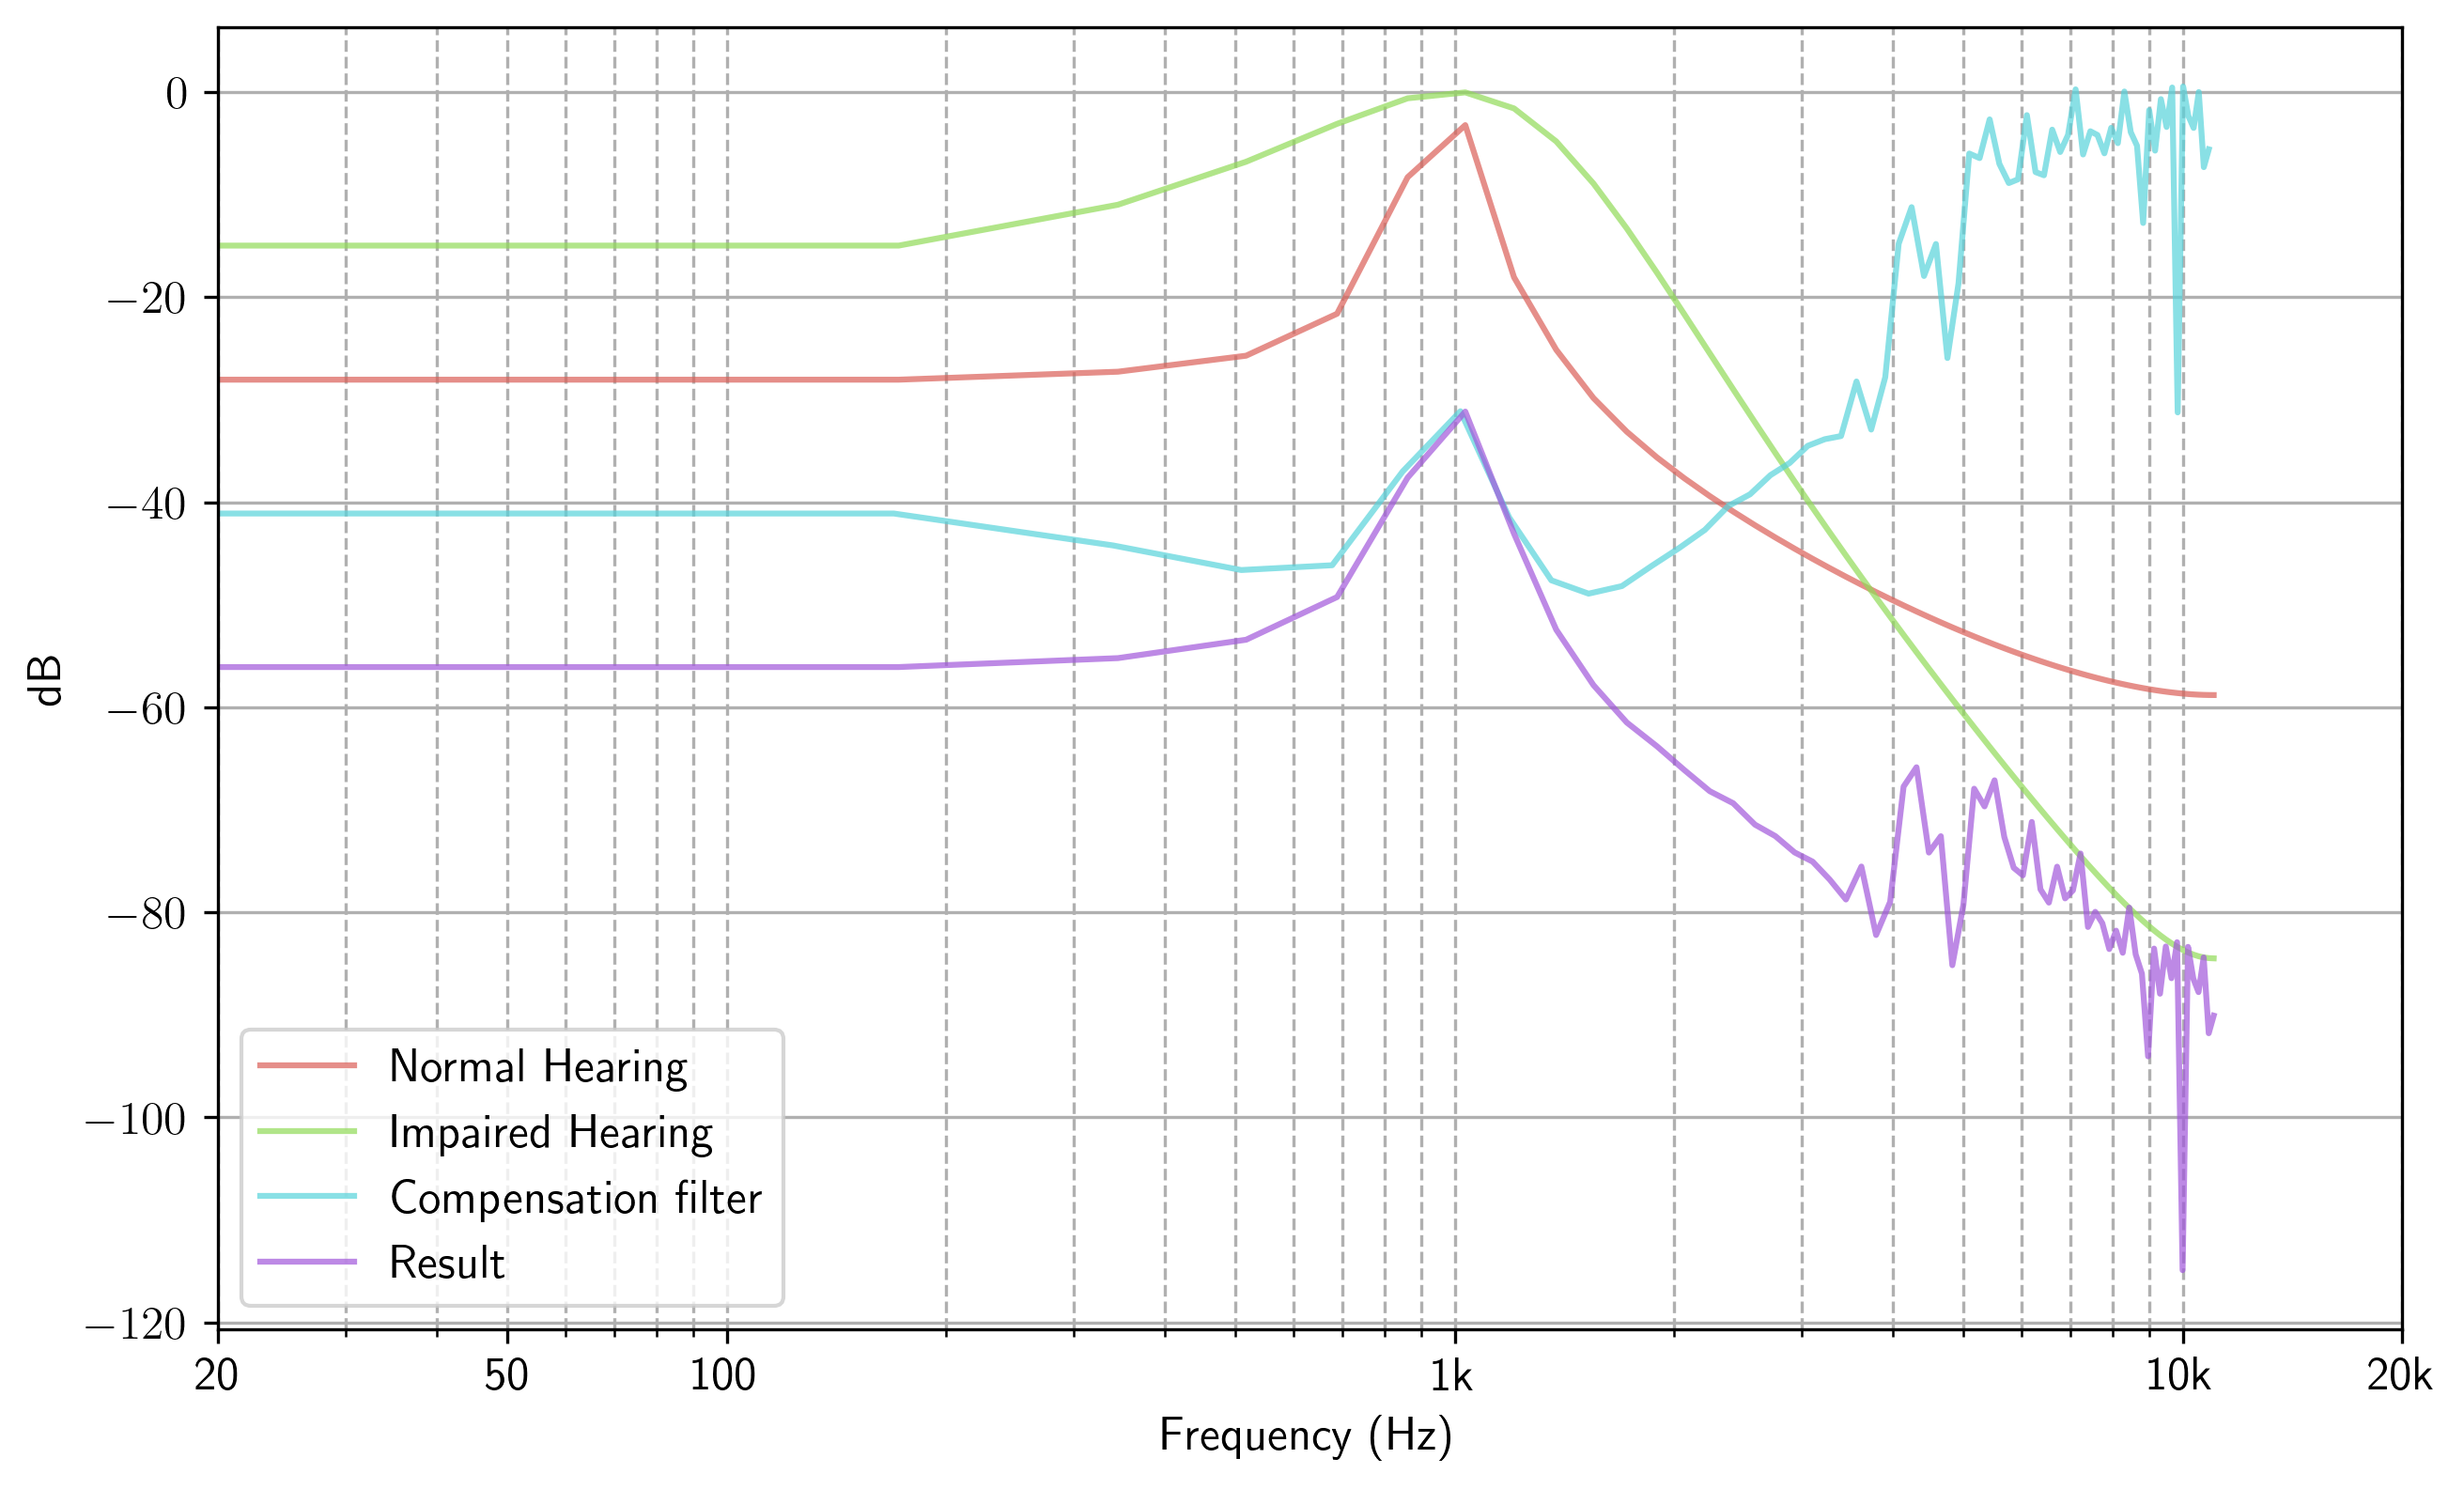 0
−20
−40
−60
−80
−100
−120
dB
Normal Hearing
Impaired Hearing
Compensation filter
Result
20 50 100 1k 10k 20k
Frequency (Hz)